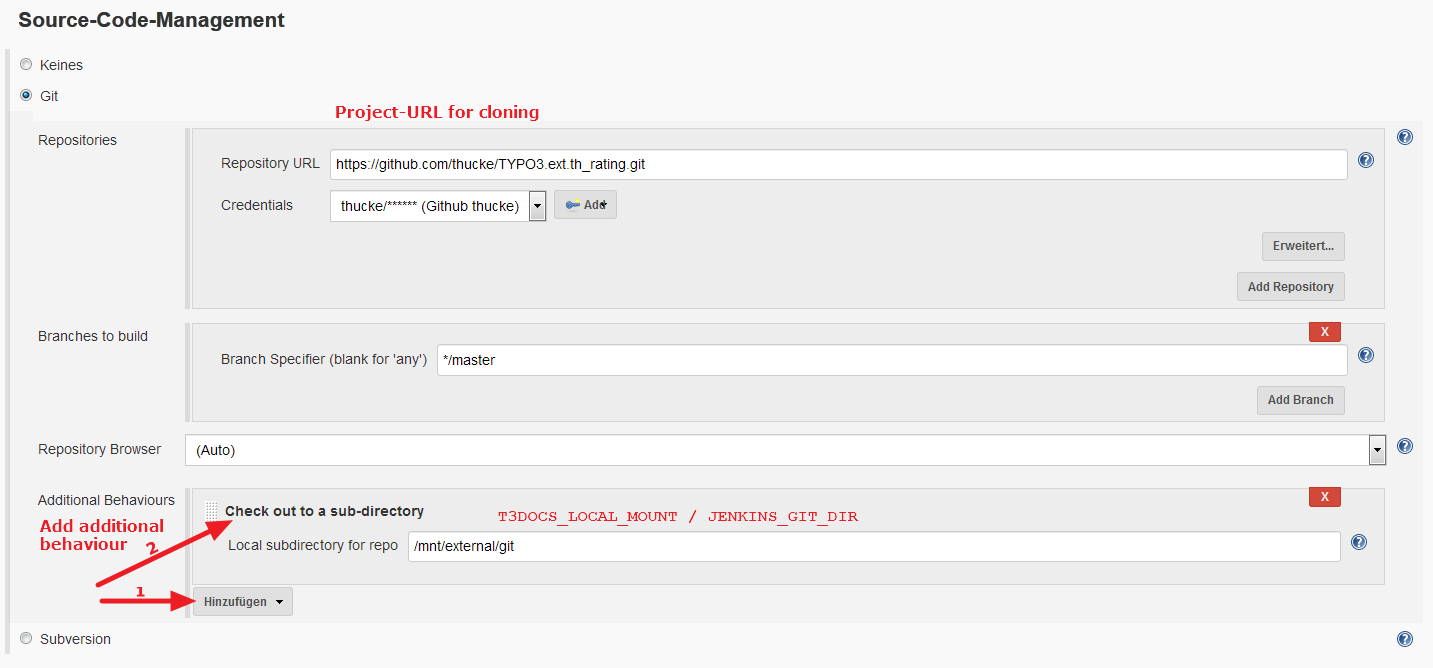 Source-Code-Management
Keines
Git
Project-URL for cloning
Repositories
Repository URL https://github.com/thucke/TYPO3.ext.th_rating.git
Credentials thucke/****** (Github thucke) Add
Erweitert...
Add Repository
Branches to build
X
Branch Specifier (blank for 'any') */master
Add Branch
Repository Browser (Auto)
Additional Behaviours
X
Check out to a sub-directory
T3DOCS_LOCAL_MOUNT / JENKINS_GIT_DIR
Add additional
behaviour
2
Local subdirectory for repo /mnt/external/git
1
Hinzufügen
Subversion